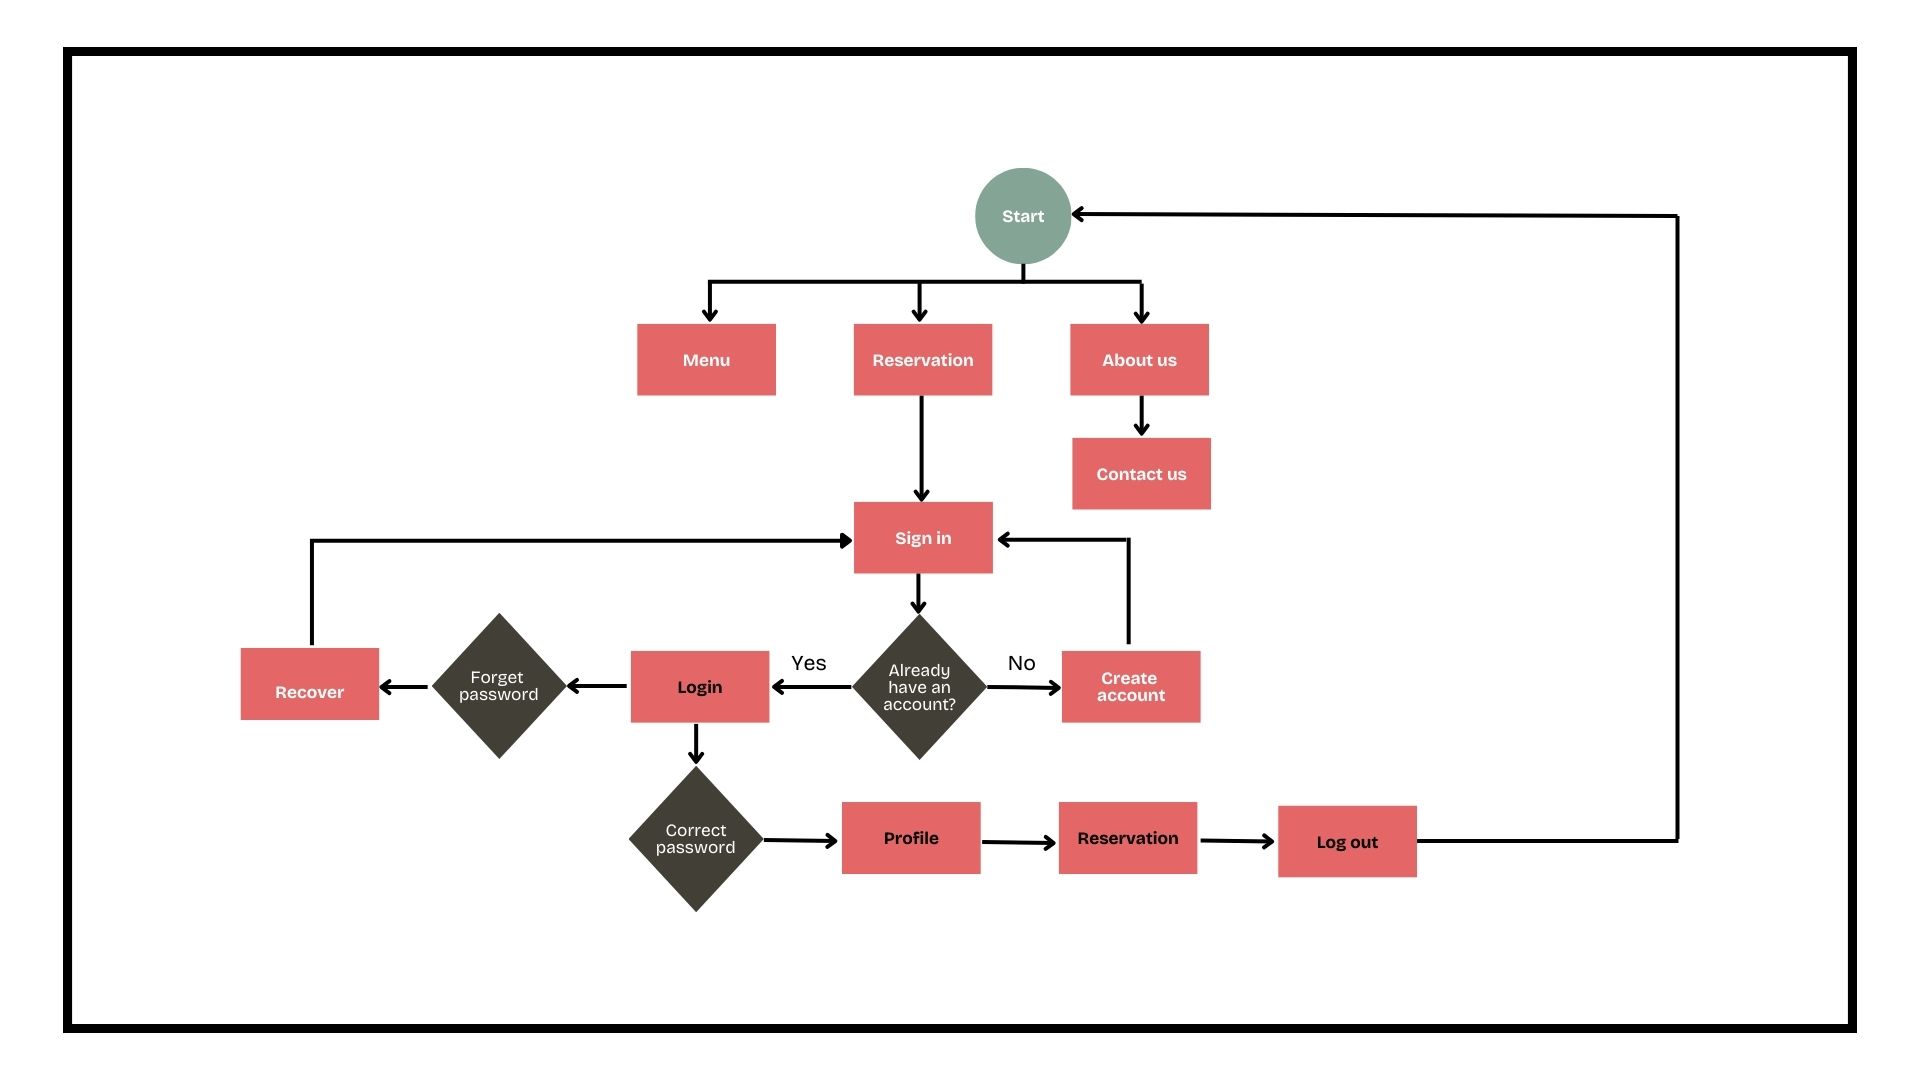 Start
Menu
Reservation
About us
Contact us
Sign in
Yes
No
Already
have an
account?
Create
account
Login
Forget
password
Recover
Correct
password
Profile
Reservation
Log out